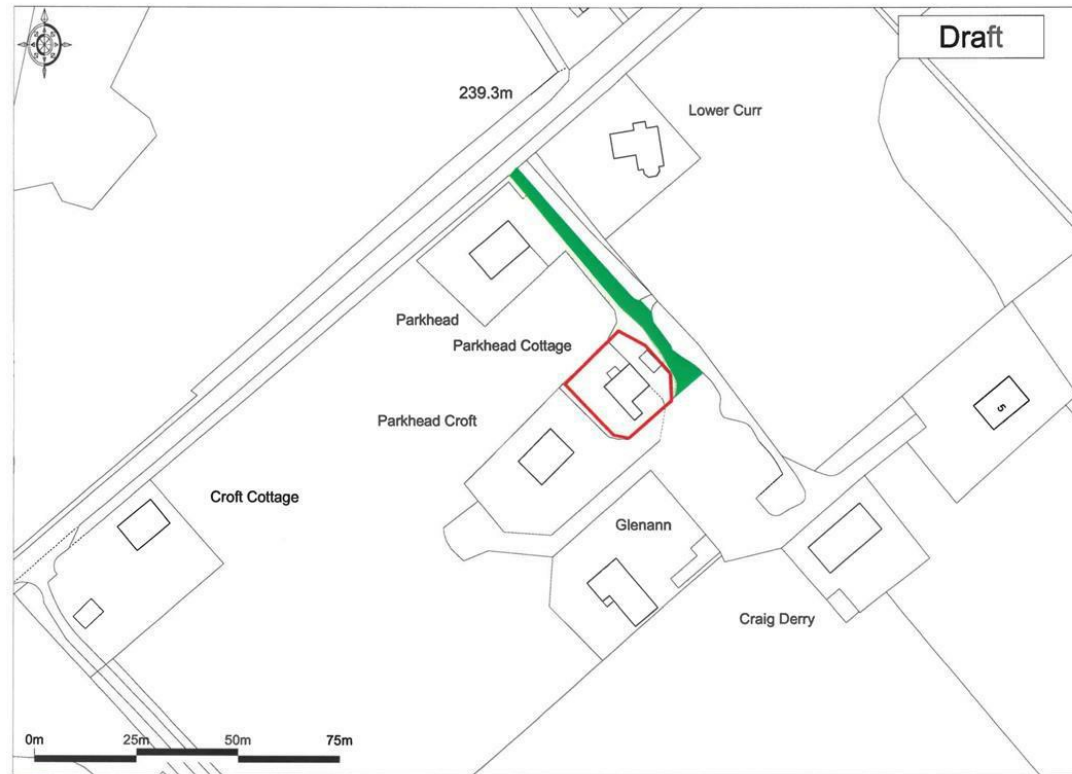 Draft
239.3m
Lower Curr
Parkhead
Parkhead Cottage
Parkhead Croft
5
Croft Cottage
Glenann
Craig Derry
0m 25m 50m 75m